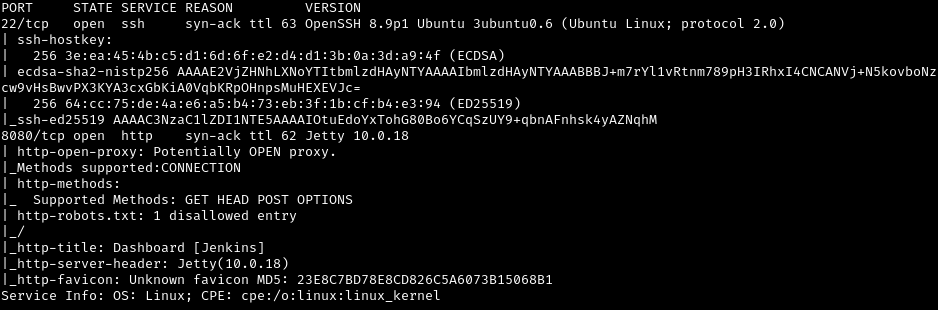 PORT     STATE SERVICE REASON         VERSION
22/tcp   open  ssh     syn-ack ttl 63 OpenSSH 8.9p1 Ubuntu 3ubuntu0.6 (Ubuntu Linux; protocol 2.0)
| ssh-hostkey:
|   256 3e:ea:45:4b:c5:d1:6d:6f:e2:d4:d1:3b:0a:3d:a9:4f (ECDSA)
| ecdsa-sha2-nistp256 AAAAE2VjZHNhLXNoYTItbmlzdHAyNTYAAAAIbmlzdHAyNTYAAABBBJ+m7rYl1vRtnm789pH3IRhxI4CNCANVj+N5kovboNz
cw9vHsBwvPX3KYA3cxGbKiA0VqbKRpOHnpsMuHEXEVJc=
|   256 64:cc:75:de:4a:e6:a5:b4:73:eb:3f:1b:cf:b4:e3:94 (ED25519)
|_ssh-ed25519 AAAAC3NzaC1lZDI1NTE5AAAAIOtuEdoYxTohG80Bo6YCqSzUY9+qbnAFnhsk4yAZNqhM
8080/tcp open  http    syn-ack ttl 62 Jetty 10.0.18
| http-open-proxy: Potentially OPEN proxy.
|_Methods supported:CONNECTION
| http-methods:
|_  Supported Methods: GET HEAD POST OPTIONS
| http-robots.txt: 1 disallowed entry
|_/
|_http-title: Dashboard [Jenkins]
|_http-server-header: Jetty(10.0.18)
|_http-favicon: Unknown favicon MD5: 23E8C7BD78E8CD826C5A6073B15068B1
Service Info: OS: Linux; CPE: cpe:/o:linux:linux_kernel